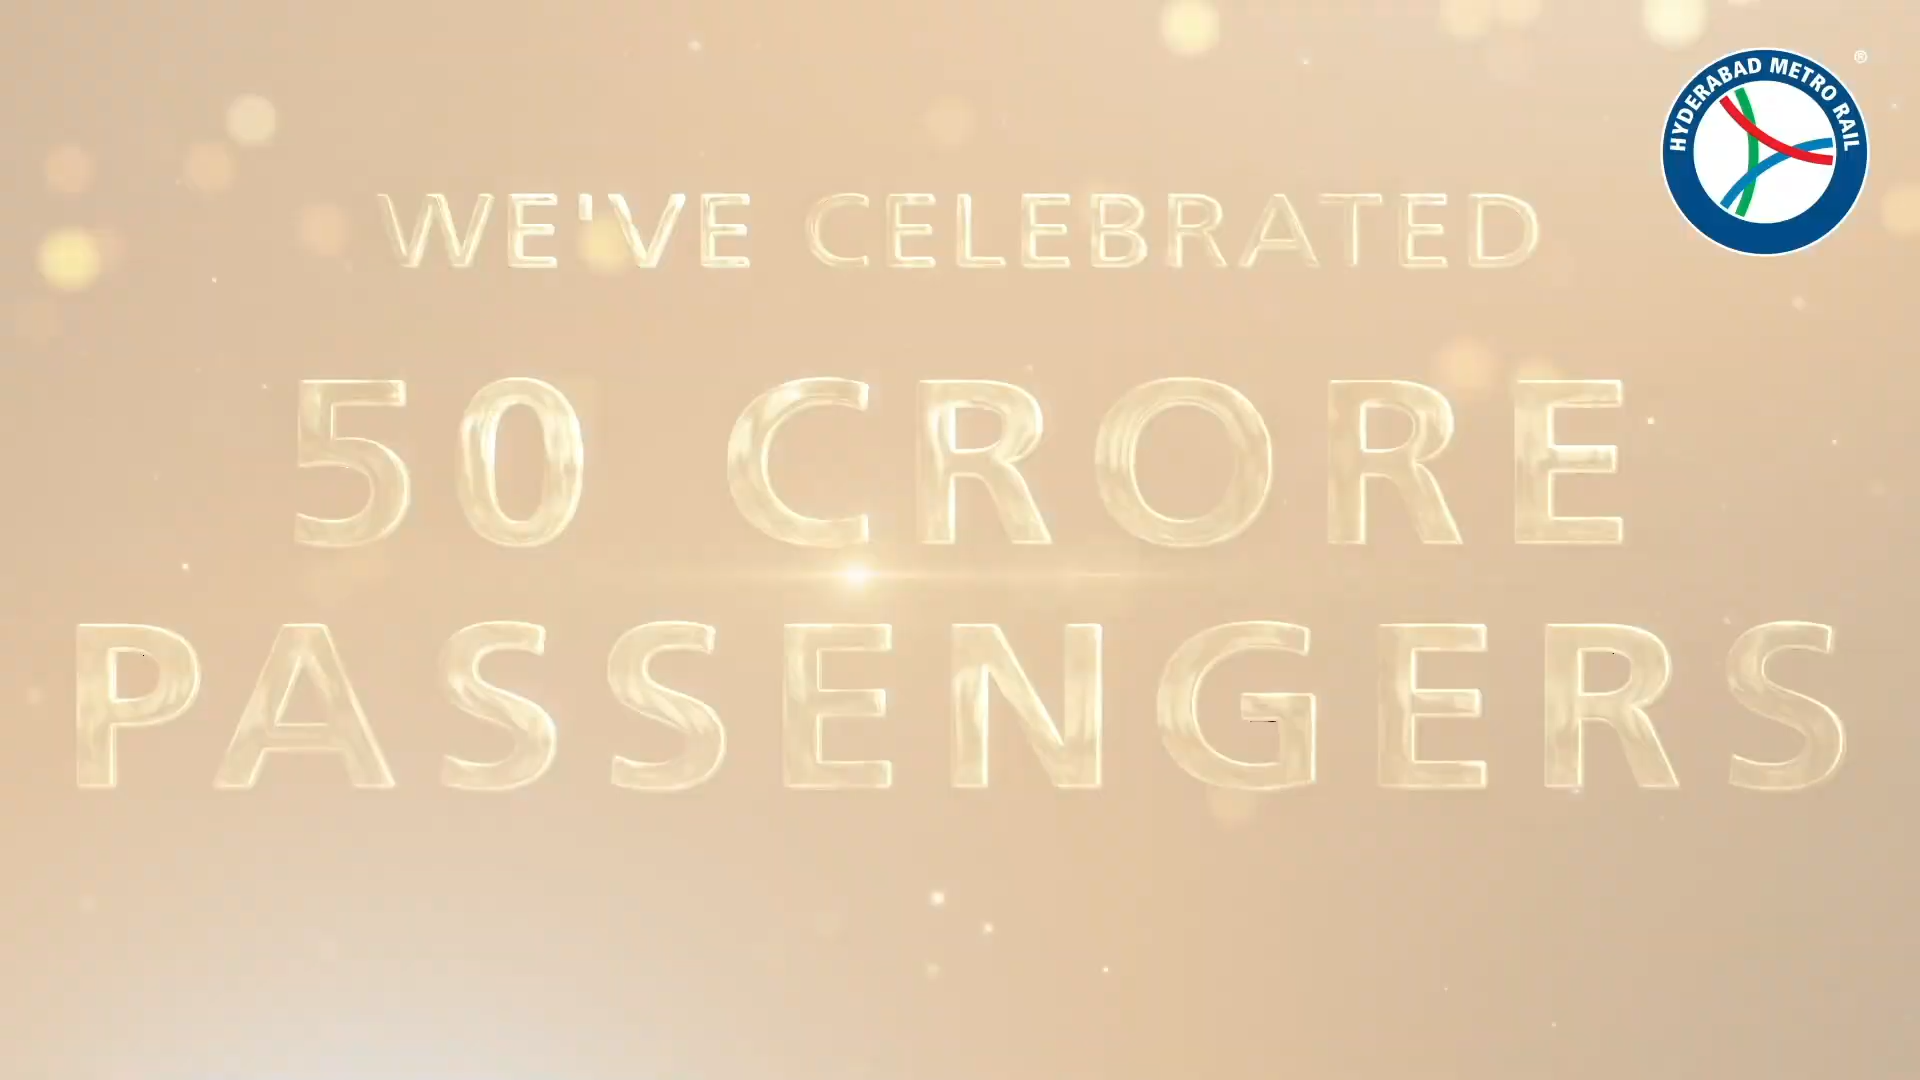 HYDERABAD METRO RAIL
®
WE'VE CELEBRATED
50 CRORE
PASSENGERS